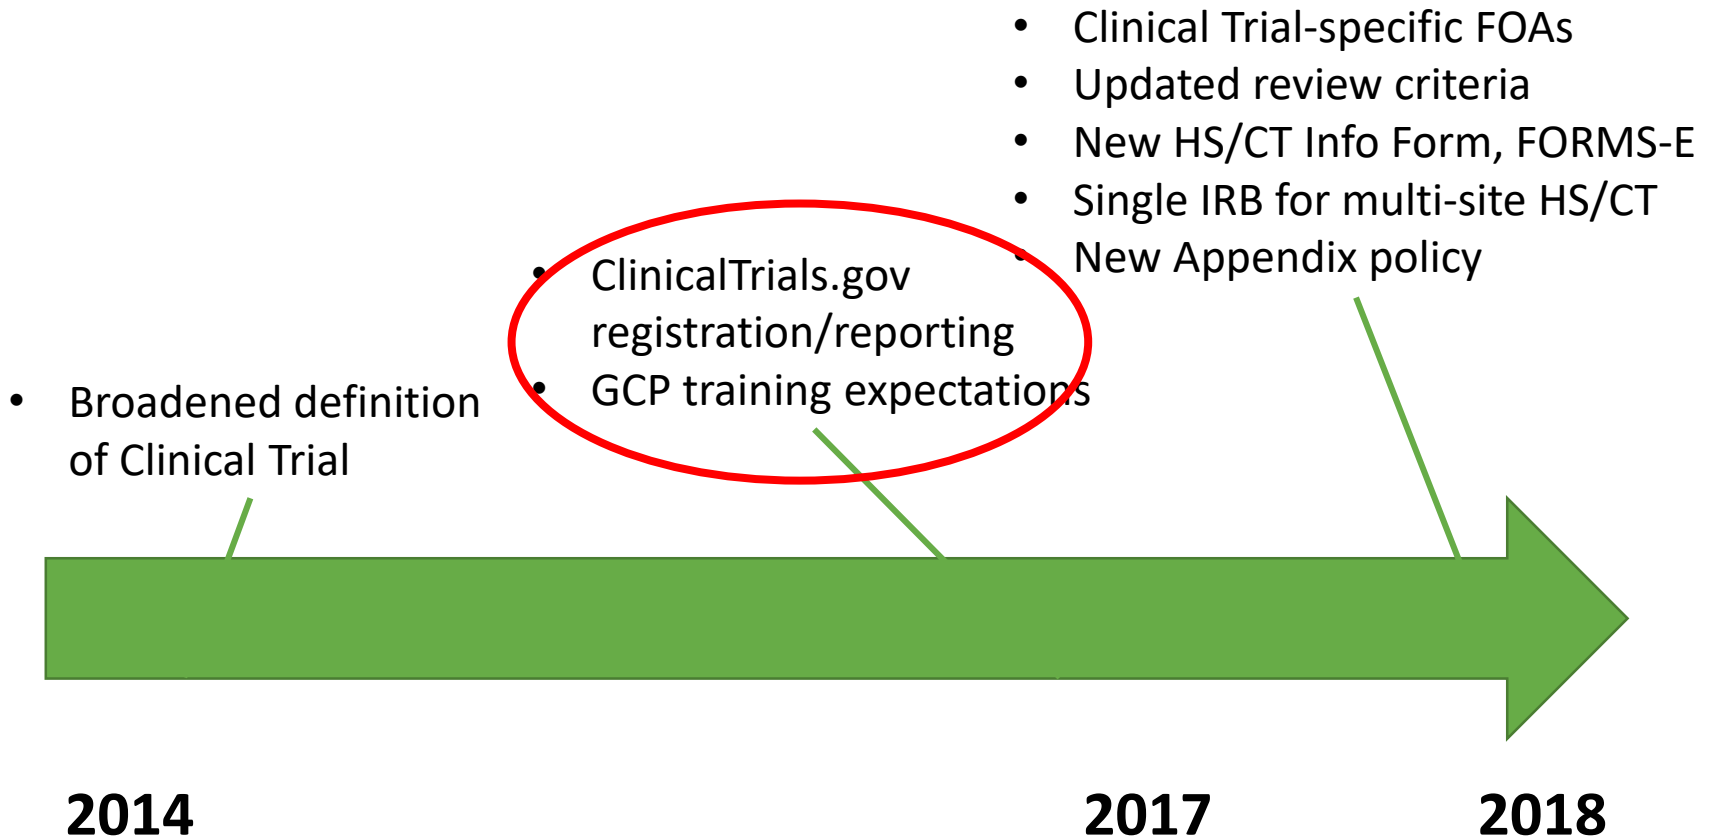 • Clinical Trial-specific FOAs
• Updated review criteria
• New HS/CT Info Form, FORMS-E
• Single IRB for multi-site HS/CT
• New Appendix policy
• ClinicalTrials.gov
registration/reporting
• GCP training expectations
• Broadened definition
of Clinical Trial
2014
2017
2018